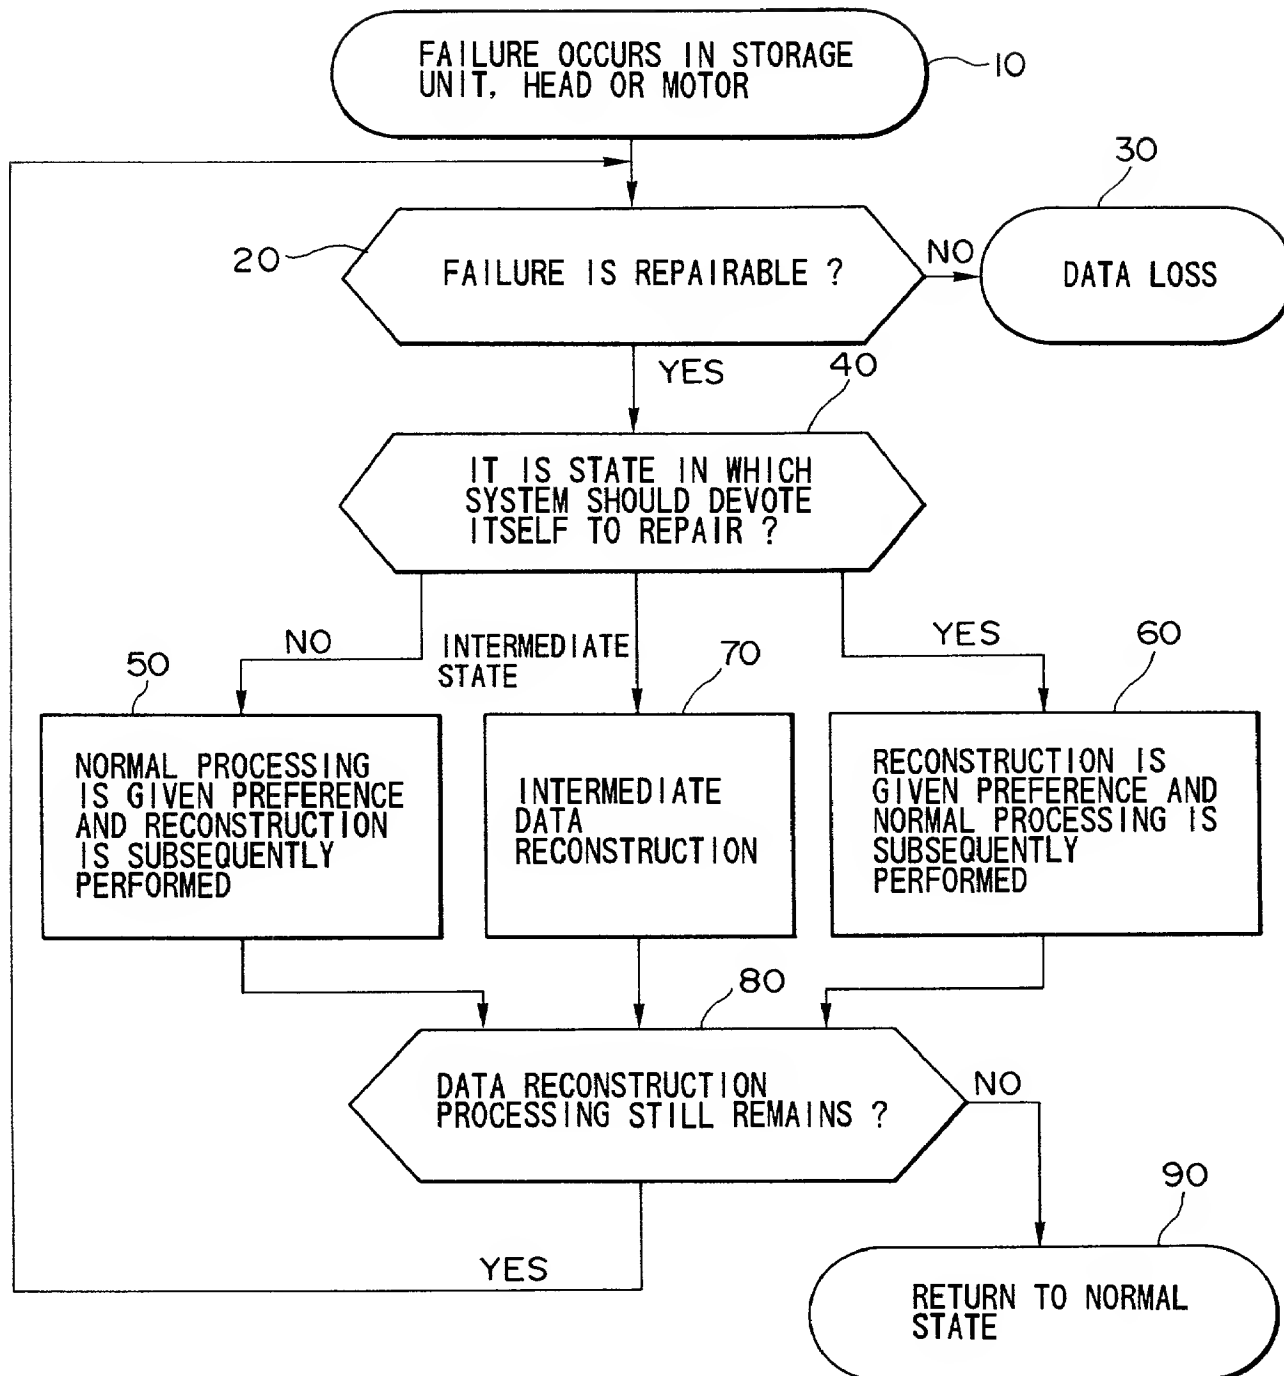 FAILURE OCCURS IN STORAGE
UNIT, HEAD OR MOTOR
10
30
20
FAILURE IS REPAIRABLE ?
NO
DATA LOSS
YES
40
IT IS STATE IN WHICH
SYSTEM SHOULD DEVOTE
ITSELF TO REPAIR ?
NO
INTERMEDIATE
STATE
YES
50
70
60
NORMAL PROCESSING
IS GIVEN PREFERENCE
AND RECONSTRUCTION
IS SUBSEQUENTLY
PERFORMED
INTERMEDIATE
DATA
RECONSTRUCTION
RECONSTRUCTION IS
GIVEN PREFERENCE AND
NORMAL PROCESSING IS
SUBSEQUENTLY
PERFORMED
80
DATA RECONSTRUCTION
PROCESSING STILL REMAINS ?
NO
YES
90
RETURN TO NORMAL
STATE